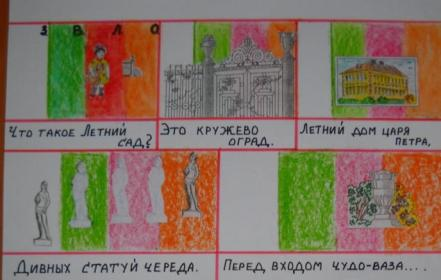 З В Л О
Что такое Летний
сад?
Это кружево
оград.
Летний дом царя
Петра,
Дивных статуй череда.
Перед входом чудо-ваза....